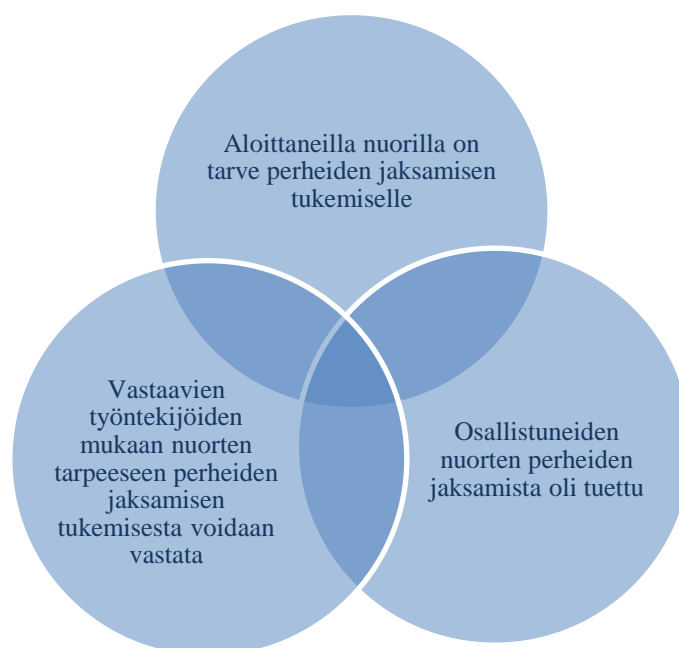 Aloittaneilla nuorilla on
tarve perheiden jaksamisen
tukemiselle
Vastaavien
työntekijöiden
mukaan nuorten
tarpeeseen perheiden
jaksamisen
tukemisesta voidaan
vastata
Osallistuneiden
nuorten perheiden
jaksamista oli tuettu